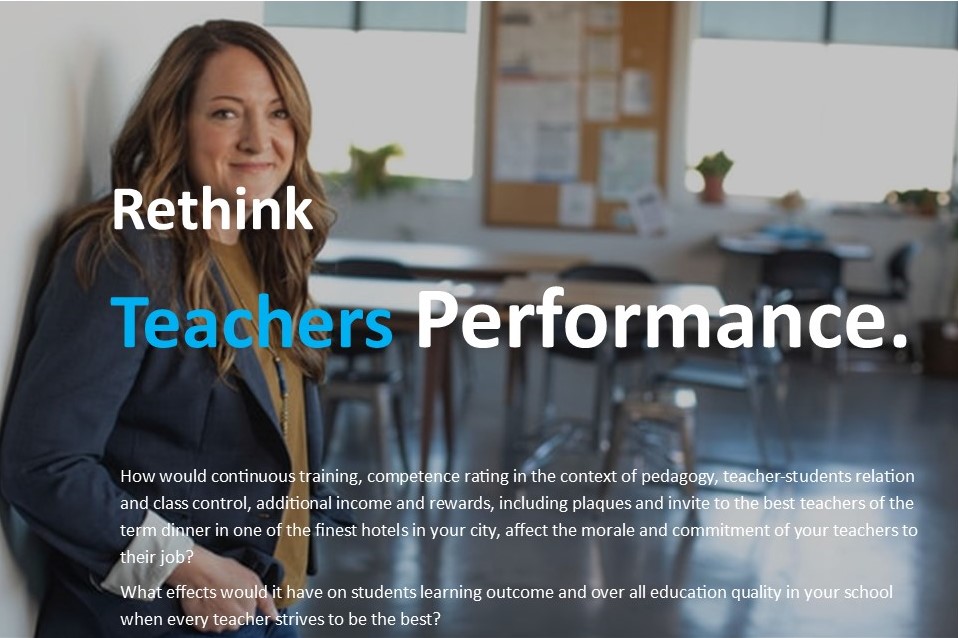 Rethink
Teachers Performance.
How would continuous training, competence rating in the context of pedagogy, teacher-students relation
and class control, additional income and rewards, including plaques and invite to the best teachers of the
term dinner in one of the finest hotels in your city, affect the morale and commitment of your teachers to
their job?
What effects would it have on students learning outcome and over all education quality in your school
when every teacher strives to be the best?